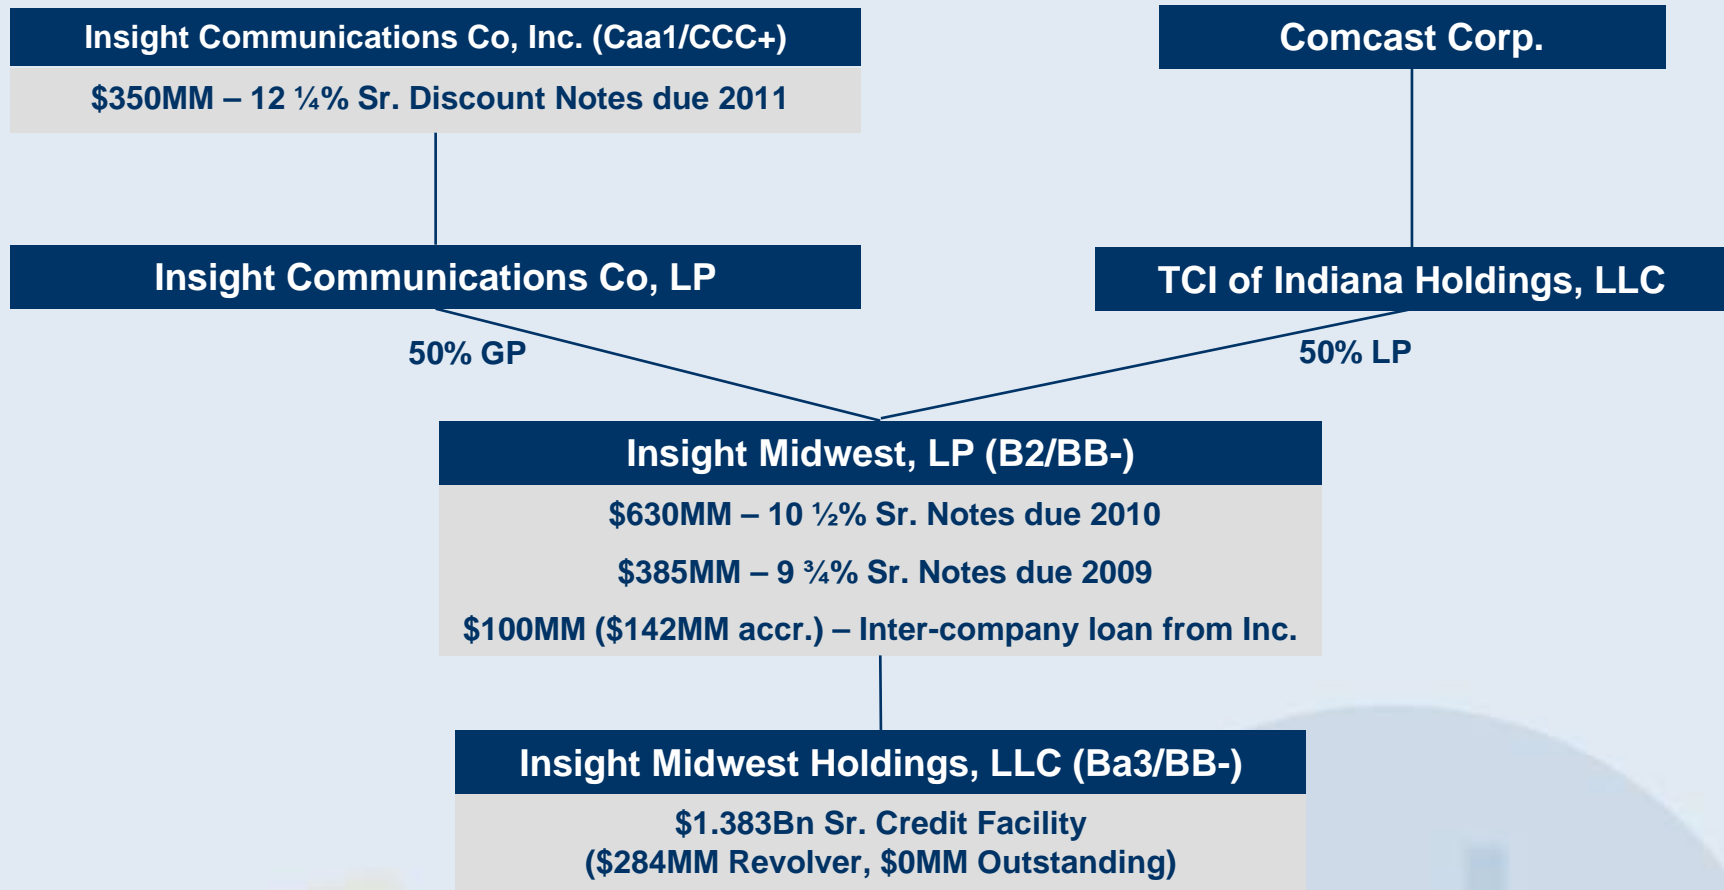 Insight Communications Co, Inc. (Caa1/CCC+)
$350MM – 12 ¼% Sr. Discount Notes due 2011
Comcast Corp.
Insight Communications Co, LP
TCI of Indiana Holdings, LLC
50% GP
50% LP
Insight Midwest, LP (B2/BB-)
$630MM – 10 ½% Sr. Notes due 2010
$385MM – 9 ¾% Sr. Notes due 2009
$100MM ($142MM accr.) – Inter-company loan from Inc.
Insight Midwest Holdings, LLC (Ba3/BB-)
$1.383Bn Sr. Credit Facility
($284MM Revolver, $0MM Outstanding)